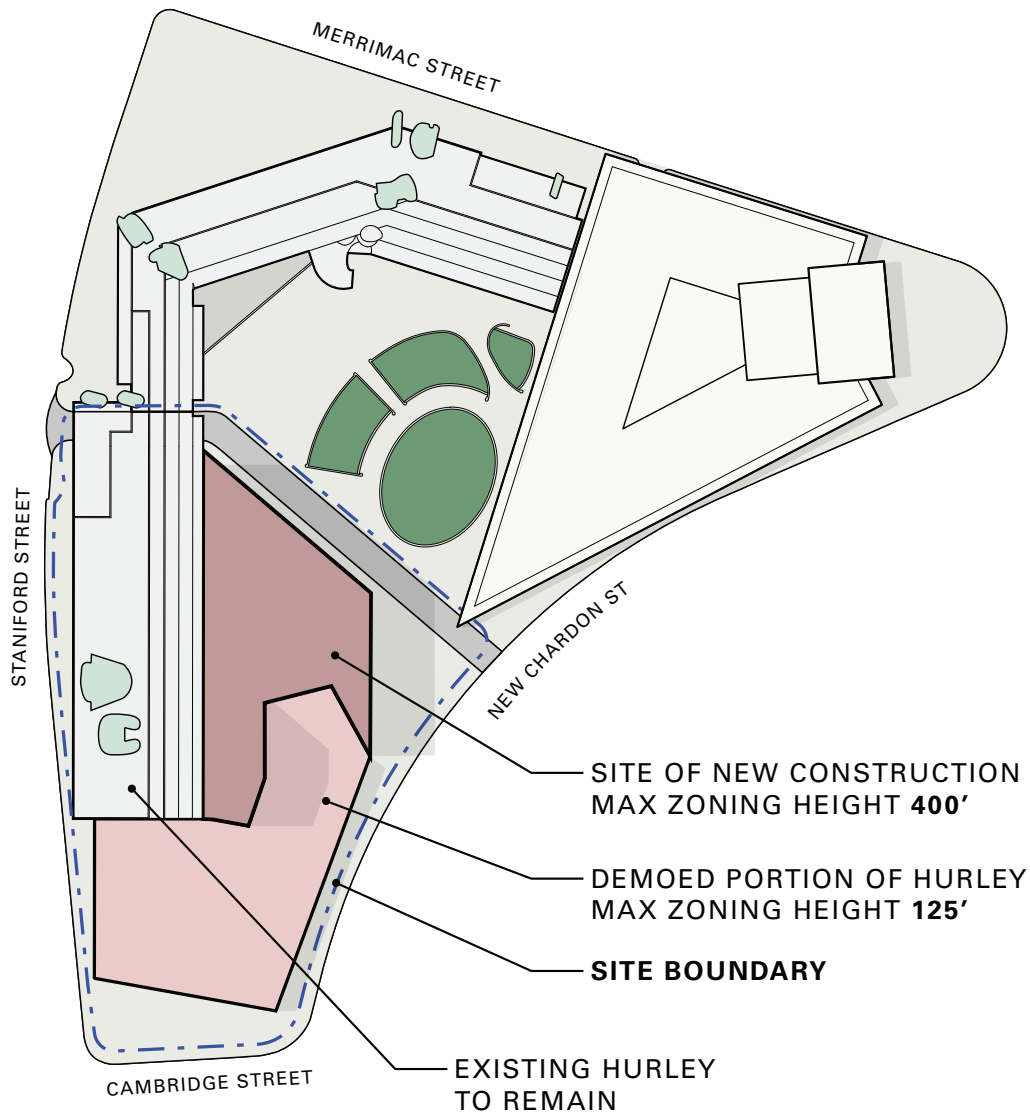 MERRIMAC STREET
STANIFORD STREET
NEW CHARDON ST
SITE OF NEW CONSTRUCTION
MAX ZONING HEIGHT 400'
DEMOED PORTION OF HURLEY
MAX ZONING HEIGHT 125'
SITE BOUNDARY
EXISTING HURLEY
TO REMAIN
CAMBRIDGE STREET